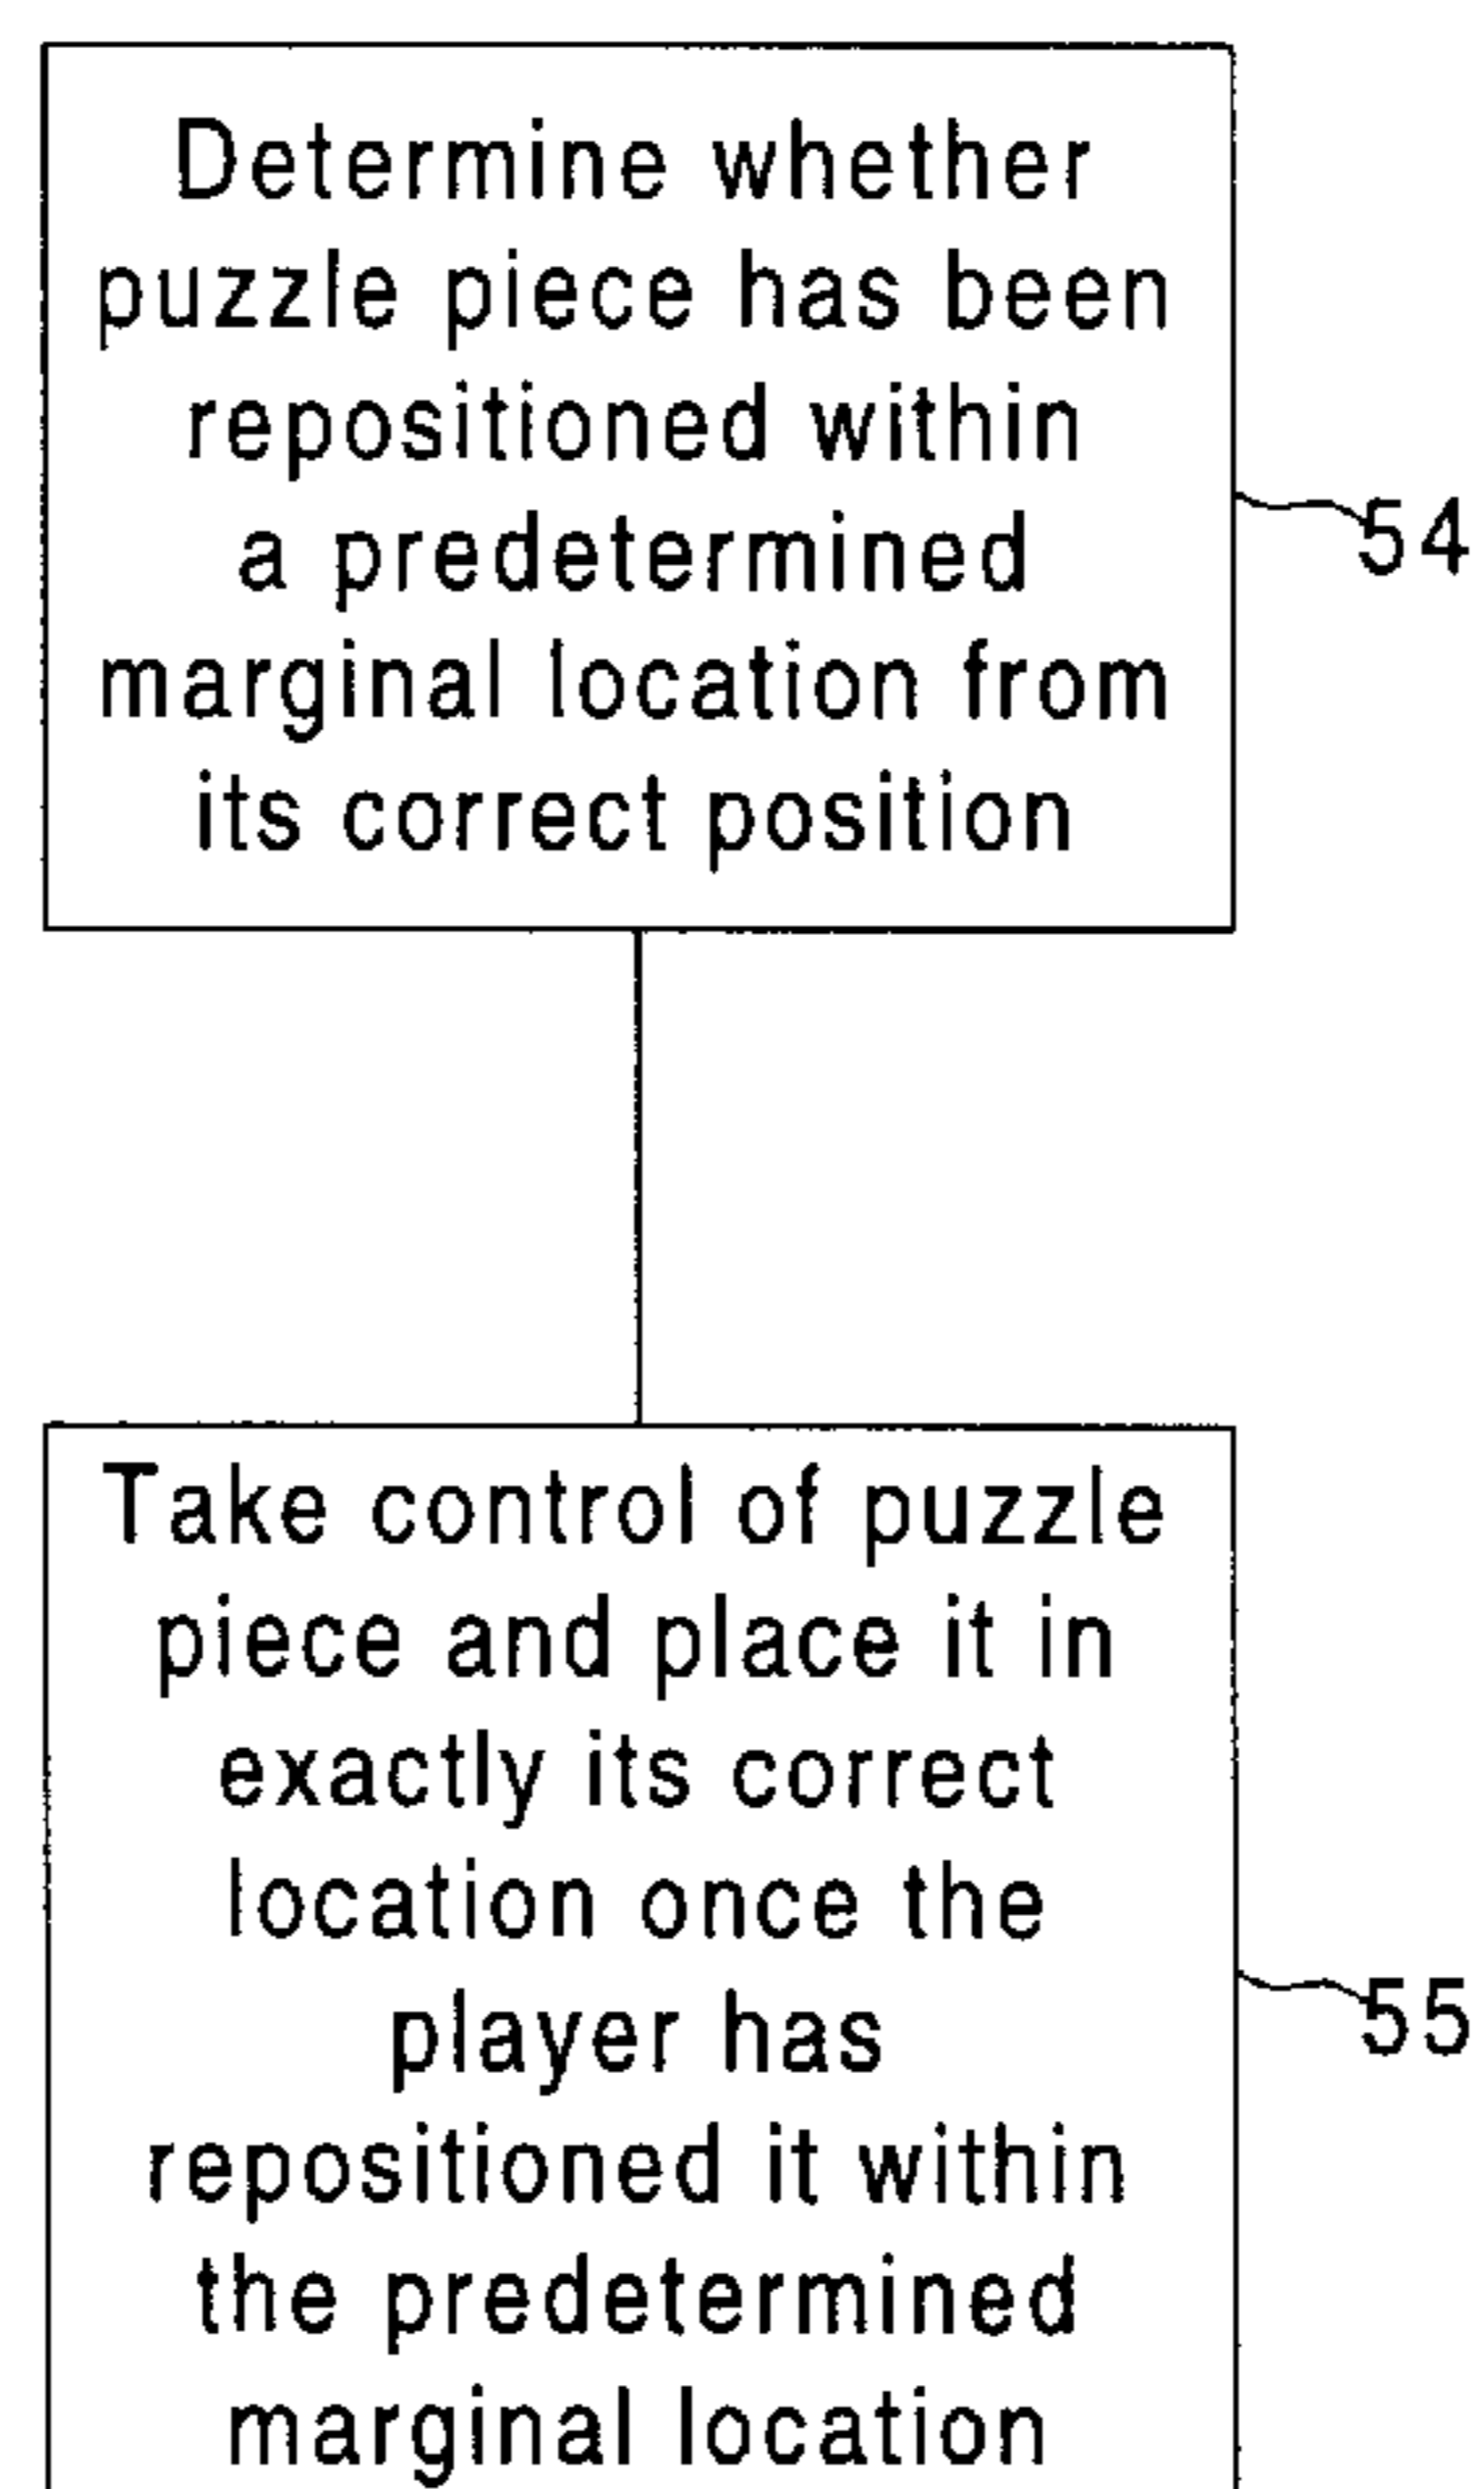 Determine whether
puzzle piece has been
repositioned within
a predetermined
marginal location from
its correct position
54
Take control of puzzle
piece and place it in
exactly its correct
location once the
player has
repositioned it within
the predetermined
marginal location
55